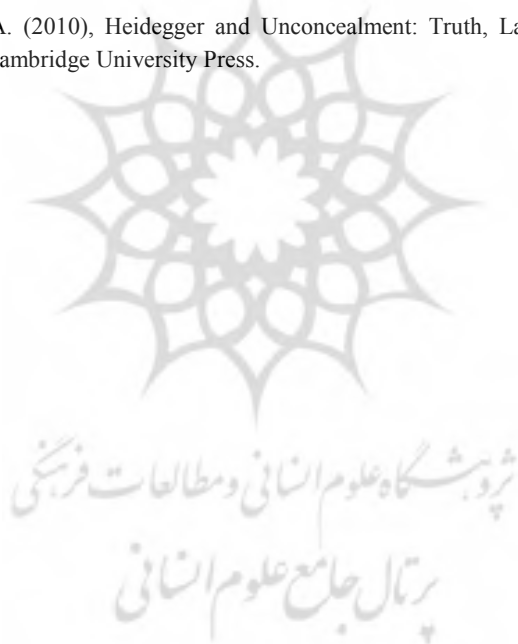 A. (2010), Heidegger and Unconcealment: Truth, La
ambridge University Press.
پژوهشگاه علوم انسانی و مطالعات فرهنگی
پرتال جامع علوم انسانی